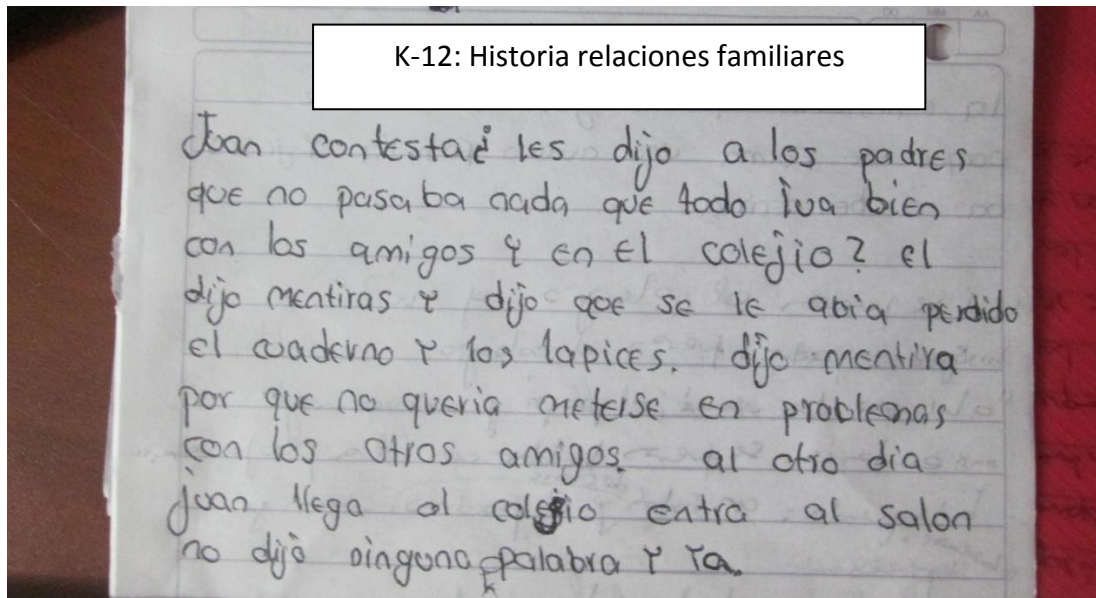 K-12: Historia relaciones familiares
Juan contestaè les dijo a los padres
que no pasaba nada que todo iva bien
con los amigos y en el colejio? el
dijo mentiras y dijo que se le abia perdido
el cuaderno y los lapices. dijo mentira
por que no queria meterse en problemas
con los otros amigos. al otro dia
juan llega al colejio entra al salon
no dijo ninguna palabra y ya.